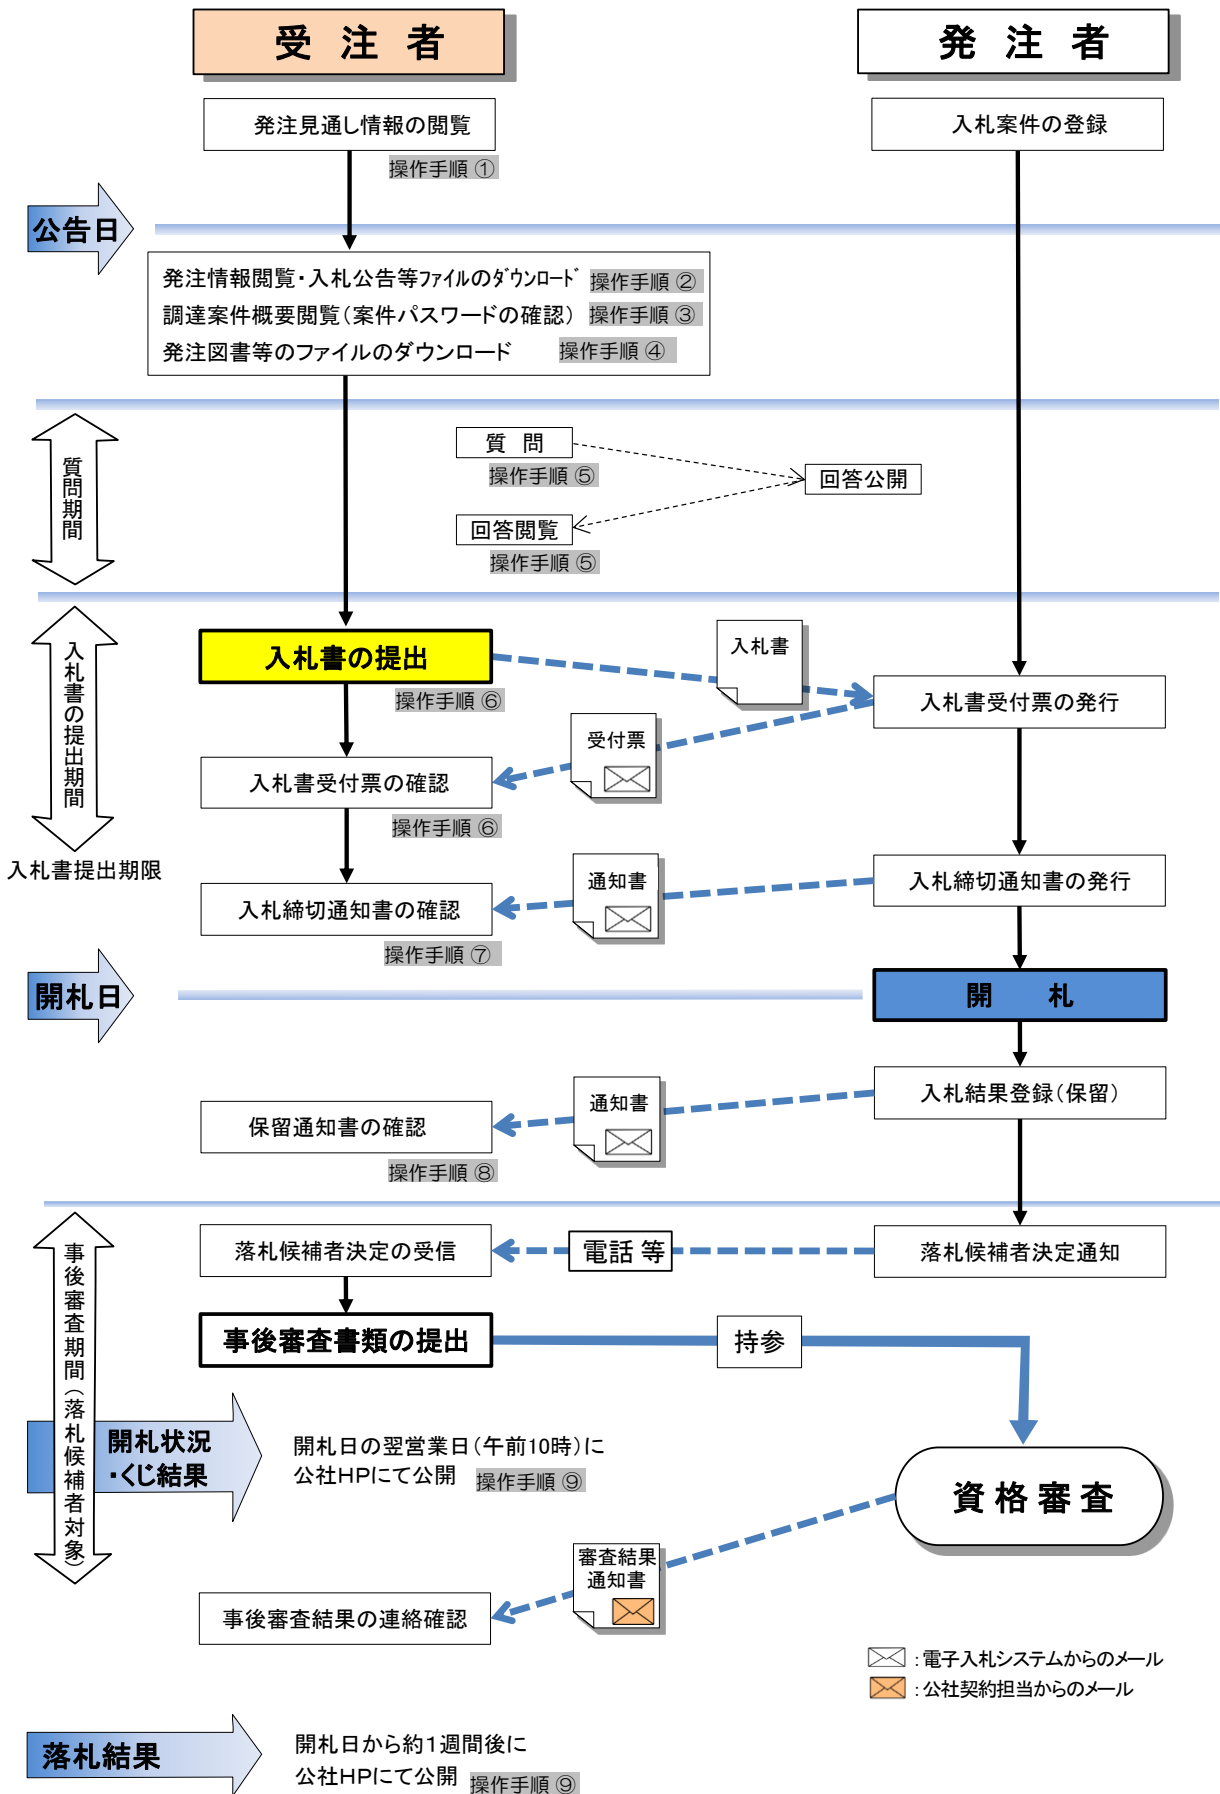 受 注 者
発 注 者
発注見通し情報の閲覧
入札案件の登録
操作手順 ①
公告日
発注情報閲覧・入札公告等ファイルのダウンロード 操作手順 ②
調達案件概要閲覧(案件パスワードの確認) 操作手順 ③
発注図書等のファイルのダウンロード 操作手順 ④
質問期間
質 問
操作手順 ⑤
回答公開
回答閲覧
操作手順 ⑤
入札書の提出期間
入札書の提出
入札書
操作手順 ⑥
入札書受付票の発行
受付票
入札書受付票の確認
操作手順 ⑥
入札書提出期限
通知書
入札締切通知書の発行
入札締切通知書の確認
操作手順 ⑦
開札日
開 札
通知書
入札結果登録(保留)
保留通知書の確認
操作手順 ⑧
事後審査期間(落札候補者対象)
落札候補者決定の受信
電話 等
落札候補者決定通知
事後審査書類の提出
持参
開札状況
・くじ結果
開札日の翌営業日(午前10時)に
公社HPにて公開 操作手順 ⑨
資格審査
審査結果
通知書
事後審査結果の連絡確認
:電子入札システムからのメール
:公社契約担当からのメール
落札結果
開札日から約1週間後に
公社HPにて公開 操作手順 ⑨